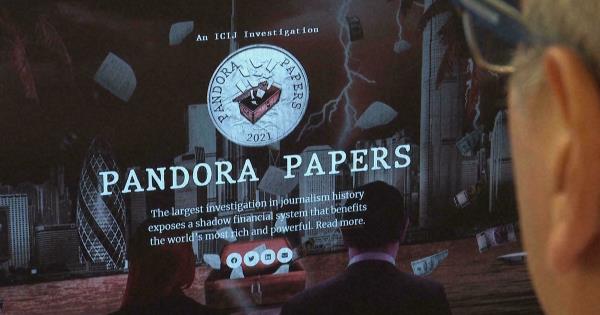 An ICIJ Investigation
PANDORA PAPERS
2021
PANDORA PAPERS
The largest investigation in journalism history
exposes a shadow financial system that benefits
the world's most rich and powerful. Read more.